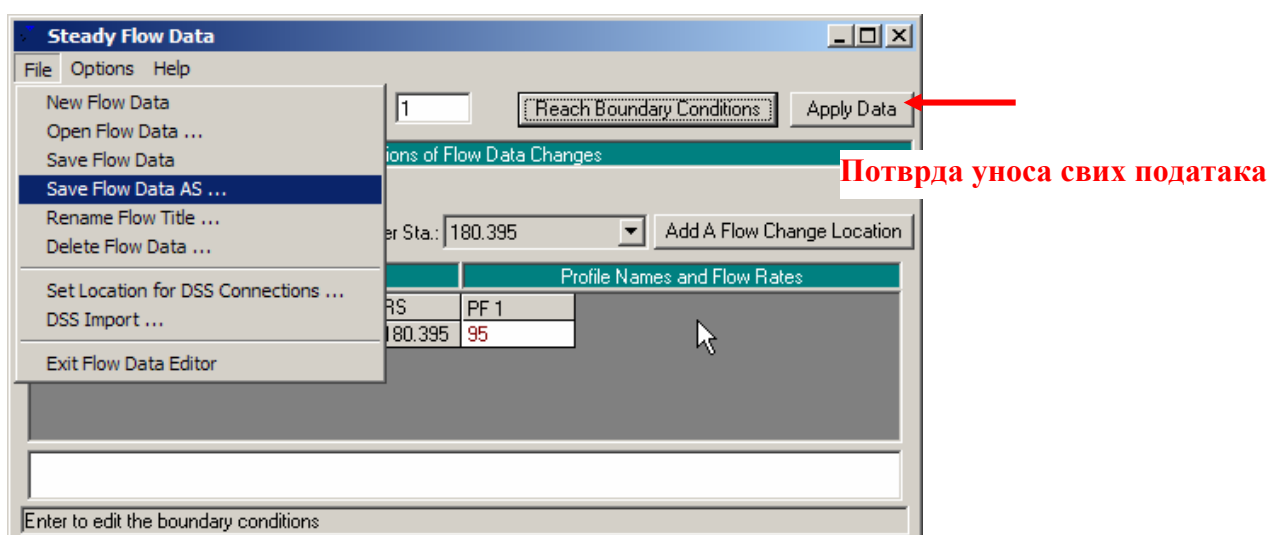 Steady Flow Data
File Options Help
New Flow Data
Open Flow Data ...
Save Flow Data
Save Flow Data AS ...
Rename Flow Title ...
Delete Flow Data ...
Set Location for DSS Connections ...
DSS Import ...
Exit Flow Data Editor
1 Reach Boundary Conditions Apply Data
ions of Flow Data Changes
Потврда уноса свих података
er Sta.: 180.395 Add A Flow Change Location
Profile Names and Flow Rates
RS PF 1
180.395 95
Enter to edit the boundary conditions